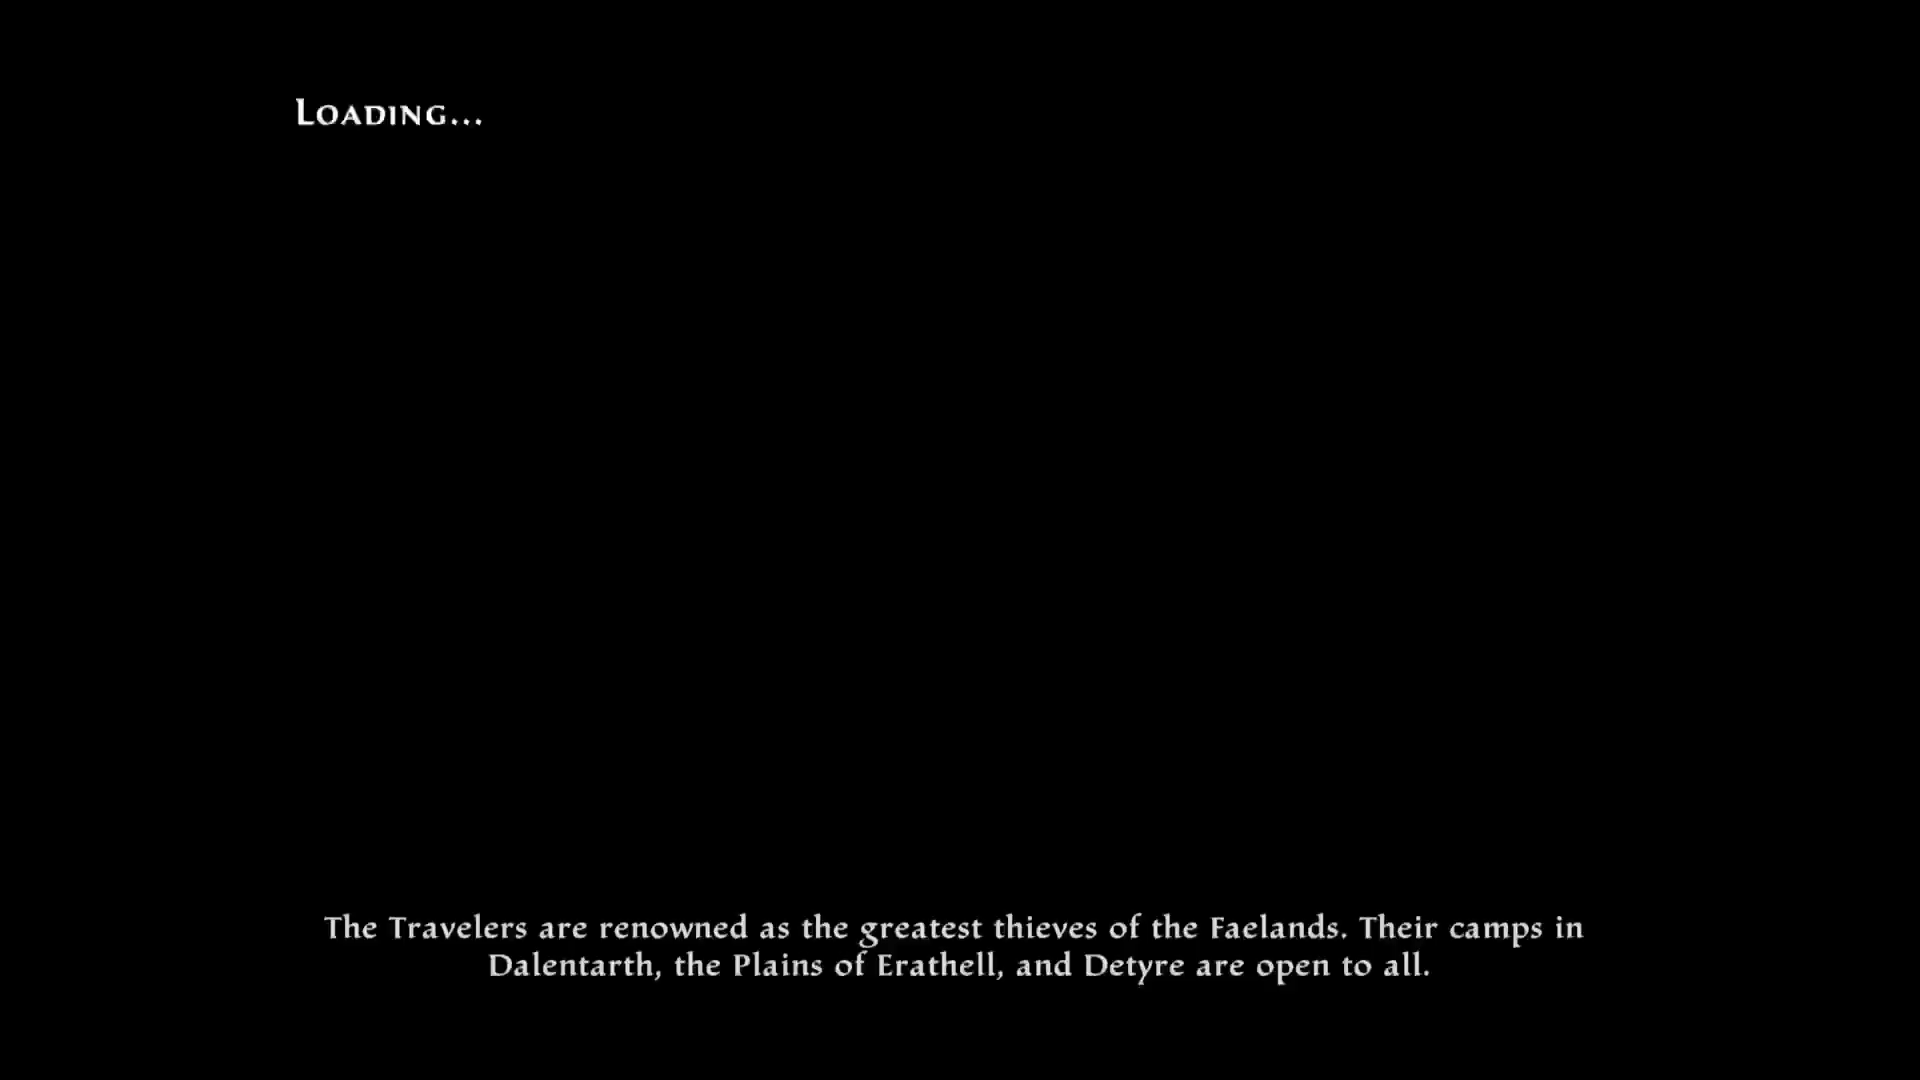 Loading...
The Travelers are renowned as the greatest thieves of the Faelands. Their camps in
Dalentarth, the Plains of Erathell, and Detyre are open to all.